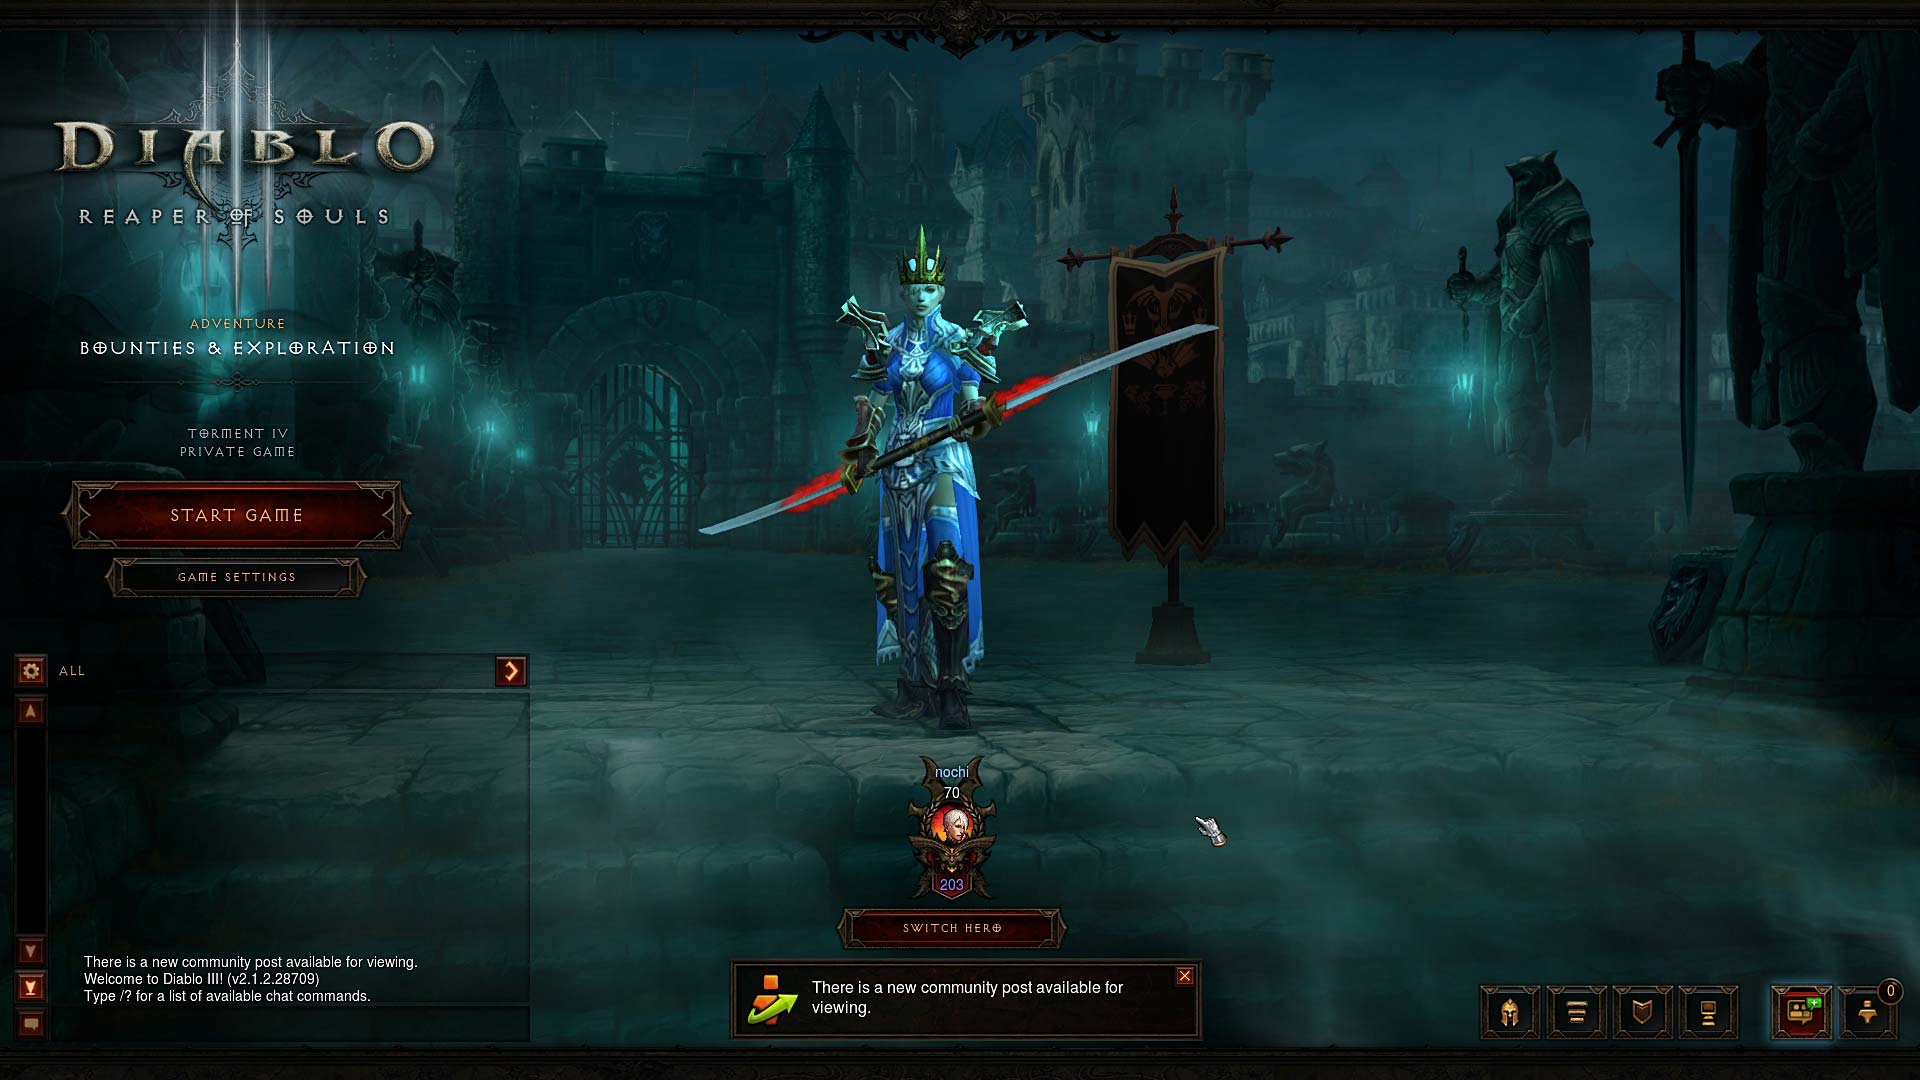 DIABLO
REAPER OF SOULS
ADVENTURE
BOUNTIES & EXPLORATION
TORMENT IV
PRIVATE GAME
START GAME
GAME SETTINGS
ALL
nochi
70
203
SWITCH HERO
There is a new community post available for viewing.
Welcome to Diablo III! (v2.1.2.28709)
Type /? for a list of available chat commands.
There is a new community post available for
viewing.
0